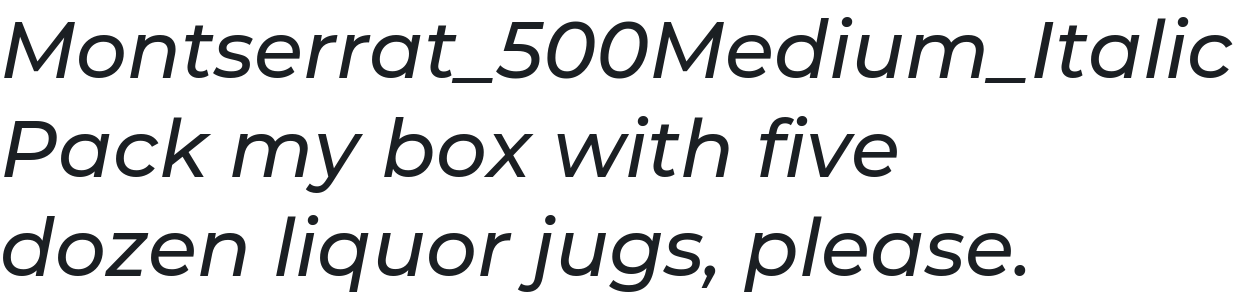 Montserrat_500Medium_Italic
Pack my box with five
dozen liquor jugs, please.